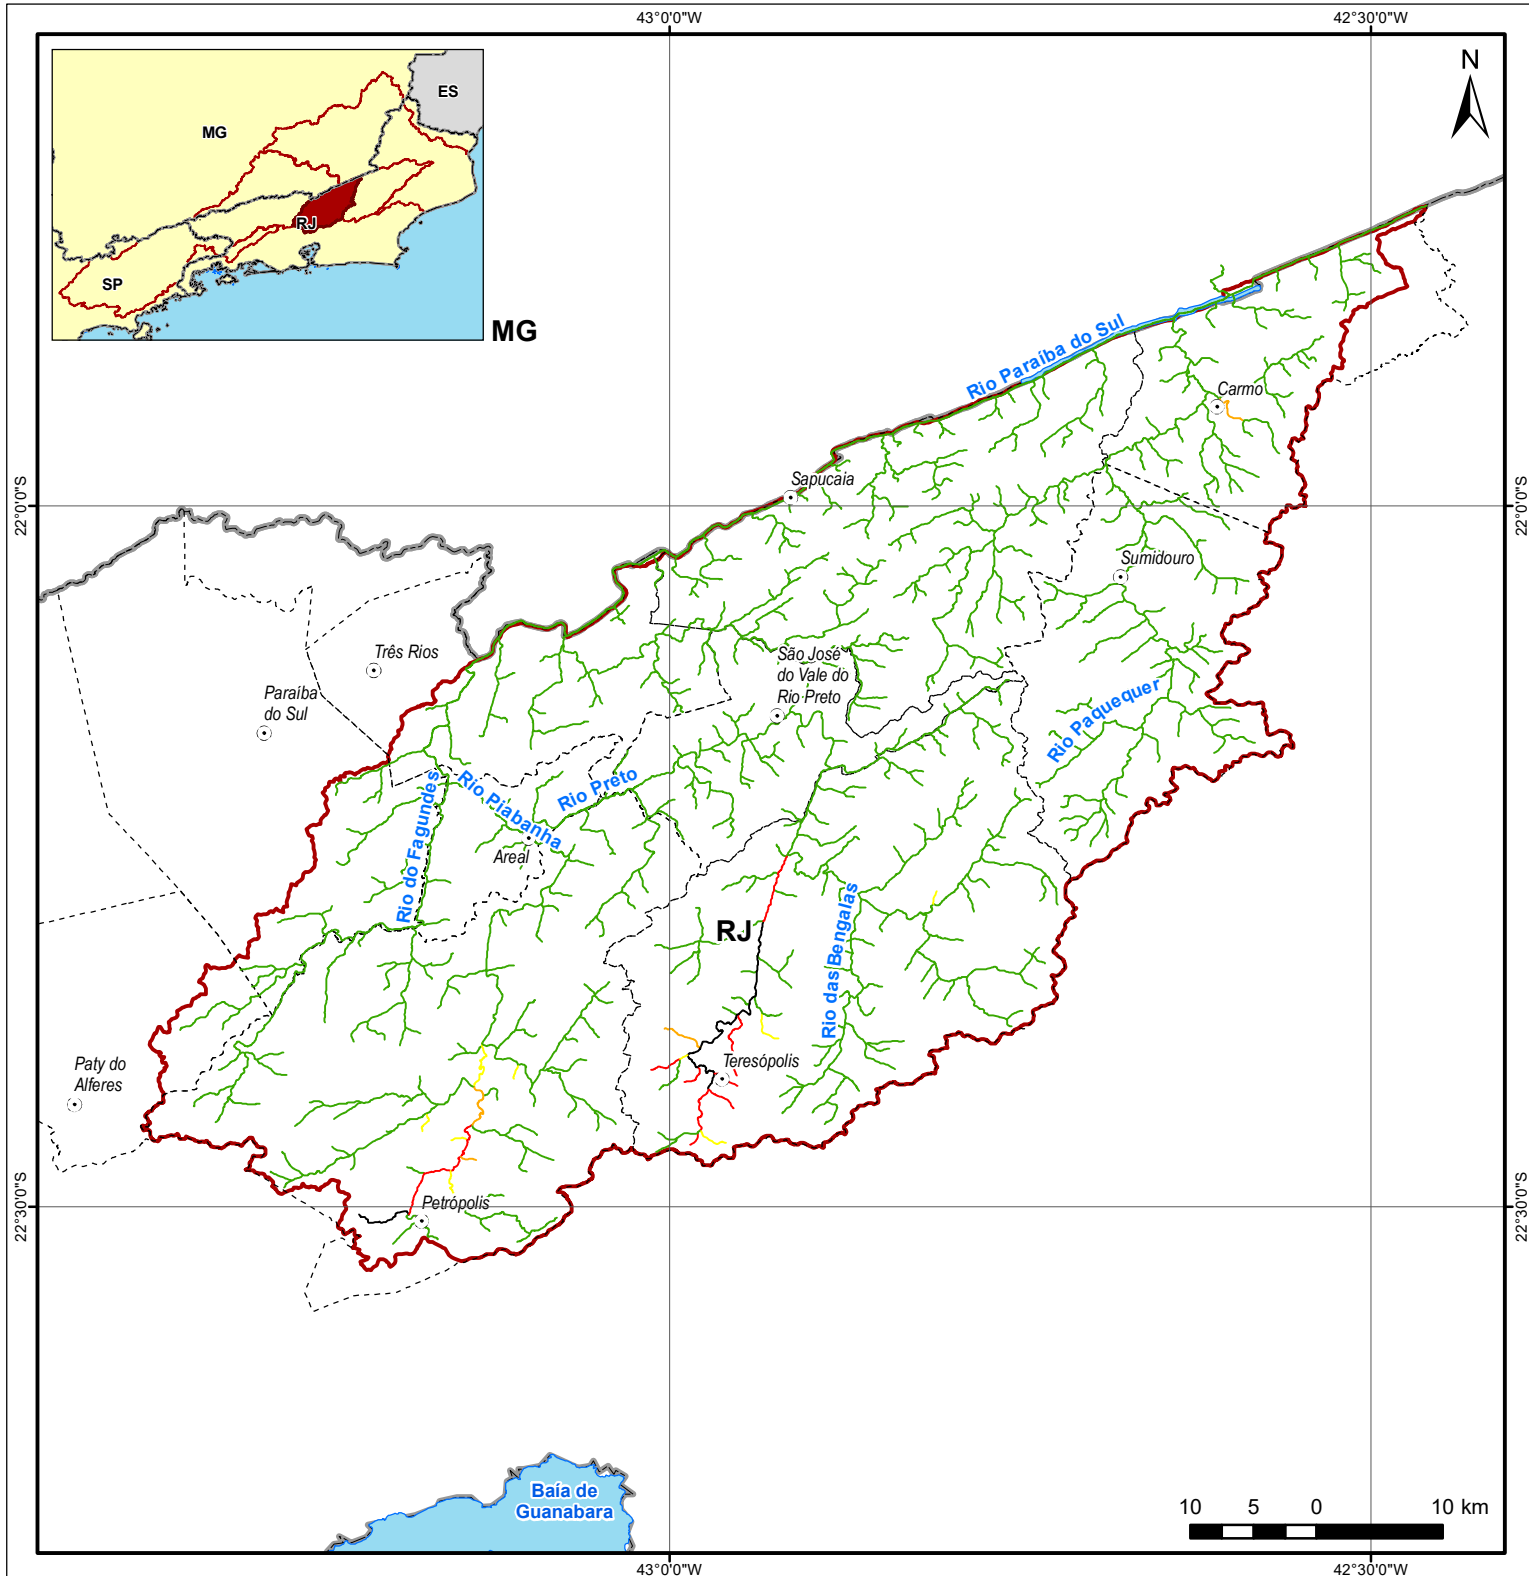 43°0'0"W
42°30'0"W
N
ES
MG
RJ
SP
MG
Rio Paraíba do Sul
Carmo
Sapucaia
22°0'0"S
22°0'0"S
Sumidouro
Três Rios
São José
do Vale do
Rio Preto
Paraíba
do Sul
Rio Paquequer
Rio Piabanha
Rio Preto
Rio do Fagundes
Areal
Rio das Bengalas
RJ
Teresópolis
Paty do
Alferes
Petrópolis
22°30'0"S
22°30'0"S
Baía de
Guanabara
10 5 0 10 km
43°0'0"W
42°30'0"W